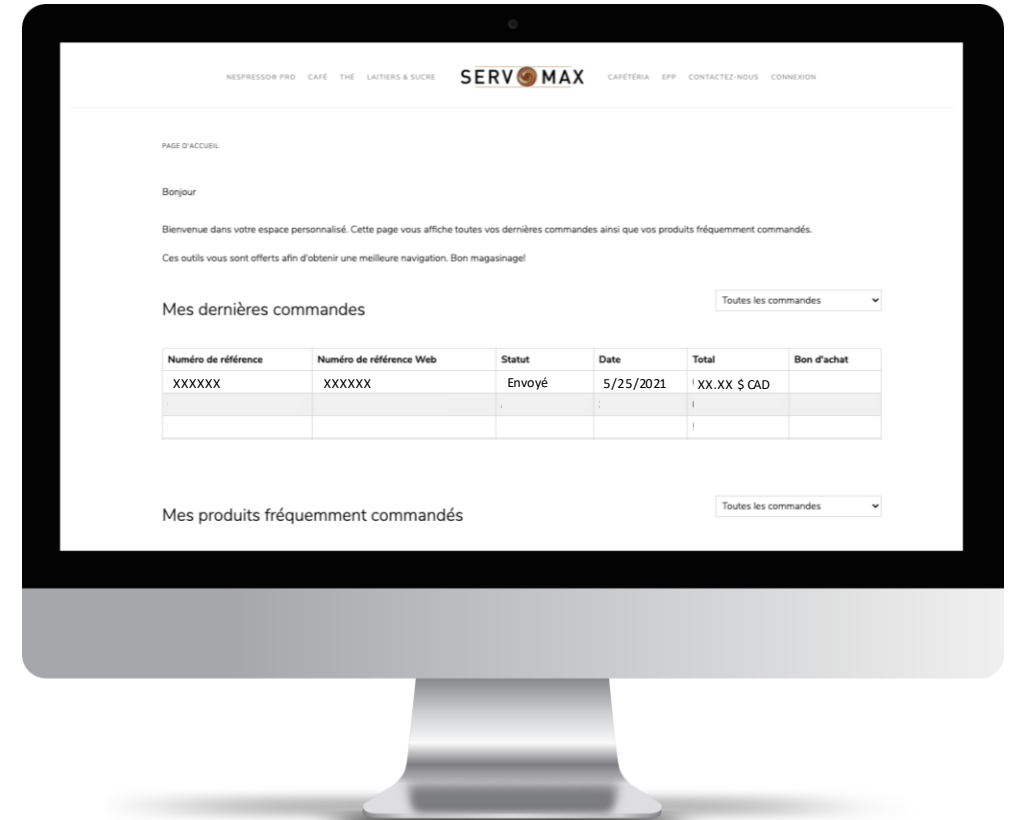 NESPRESSO® PRO CAFÉ THÉ LAITIERS & SUCRE SERVOMAX CAFÉTÉRIA EPP CONTACTEZ-NOUS CONNEXION
PAGE D'ACCUEIL
Bonjour
Bienvenue dans votre espace personnalisé. Cette page vous affiche toutes vos dernières commandes ainsi que vos produits fréquemment commandés.
Ces outils vous sont offerts afin d'obtenir une meilleure navigation. Bon magasinage!
Mes dernières commandes Toutes les commandes
Numéro de référence Numéro de référence Web Statut Date Total Bon d'achat
XXXXXX XXXXXX Envoyé 5/25/2021 XX.XX $ CAD
Mes produits fréquemment commandés Toutes les commandes